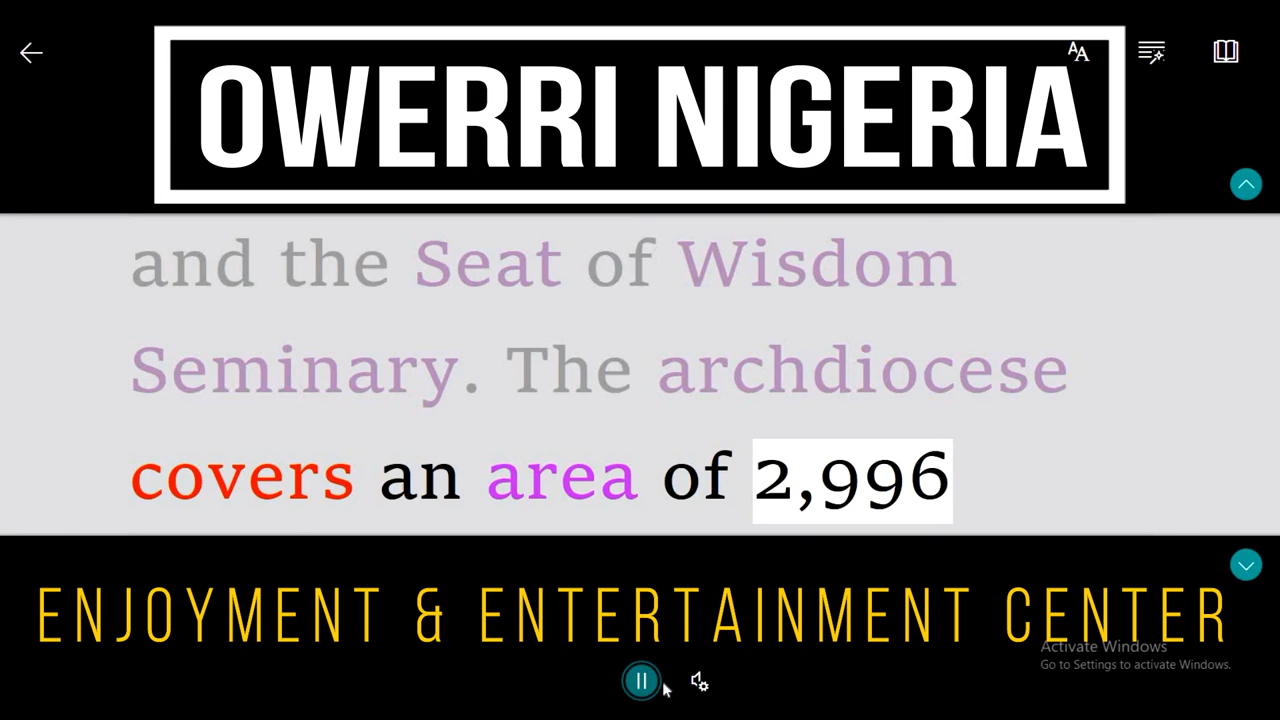 OWERRI NIGERIA
and the Seat of Wisdom
Seminary. The archdiocese
covers an area of 2,996
ENJOYMENT & ENTERTAINMENT CENTER
Activate Windows
Go to Settings to activate Windows.